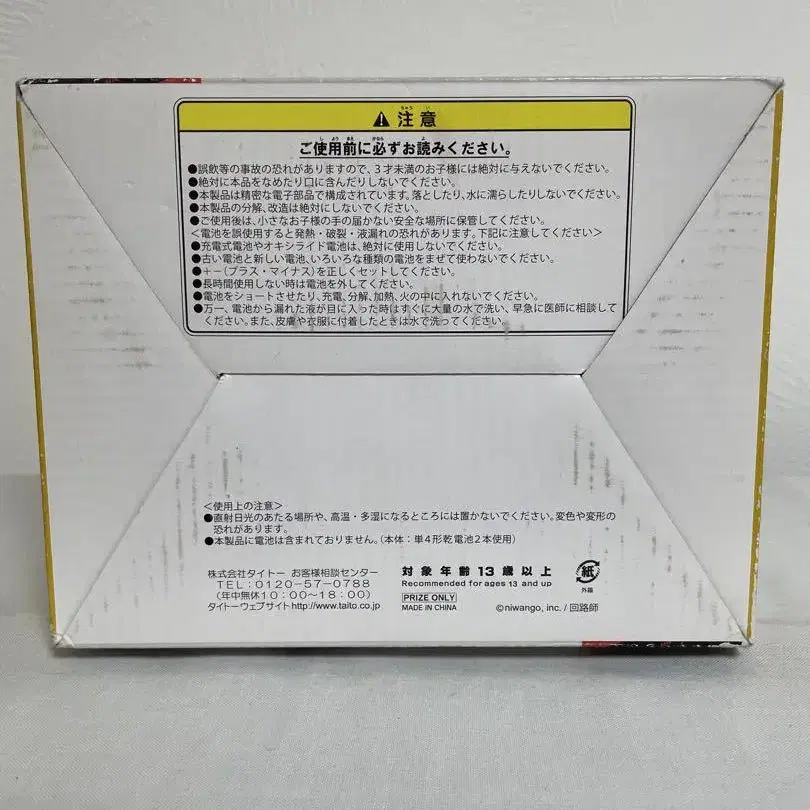 ちゅう い
⚠ 注意
し よう まえ かなら よ
ご使用前に必ずお読みください。
●誤飲等の事故の恐れがありますので、3才未満のお子様には絶対に与えないでください。
●絶対に本品をなめたり口に含んだりしないでください。
●本製品は精密な電子部品で構成されています。落としたり、水に濡らしたりしないでください。
●本製品の分解、改造は絶対にしないでください。
●ご使用後は、小さなお子様の手の届かない安全な場所に保管してください。
<電池を誤使用すると発熱・破裂・液漏れの恐れがあります。下記に注意してください>
●充電式電池やオキシライド電池は、絶対に使用しないでください。
●古い電池と新しい電池、いろいろな種類の電池をまぜて使わないでください。
●+-(プラス・マイナス)を正しくセットしてください。
●長時間使用しない時は電池を外してください。
●電池をショートさせたり、充電、分解、加熱、火の中に入れないでください。
●万一、電池から漏れた液が目に入った時はすぐに大量の水で洗い、早急に医師に相談して
ください。また、皮膚や衣服に付着したときは水で洗ってください。
<使用上の注意>
●直射日光のあたる場所や、高温・多湿になるところには置かないでください。変色や変形の
恐れがあります。
●本製品に電池は含まれておりません。(本体:単4形乾電池2本使用)
株式会社タイトー お客様相談センター
TEL:0120-57-0788
(年中無休10:00~18:00)
タイトーウェブサイト http://www.taito.co.jp
対象年齢13歳以上
Recommended for ages 13 and up
PRIZE ONLY
MADE IN CHINA
紙
外箱
©niwango, inc. / 回路師